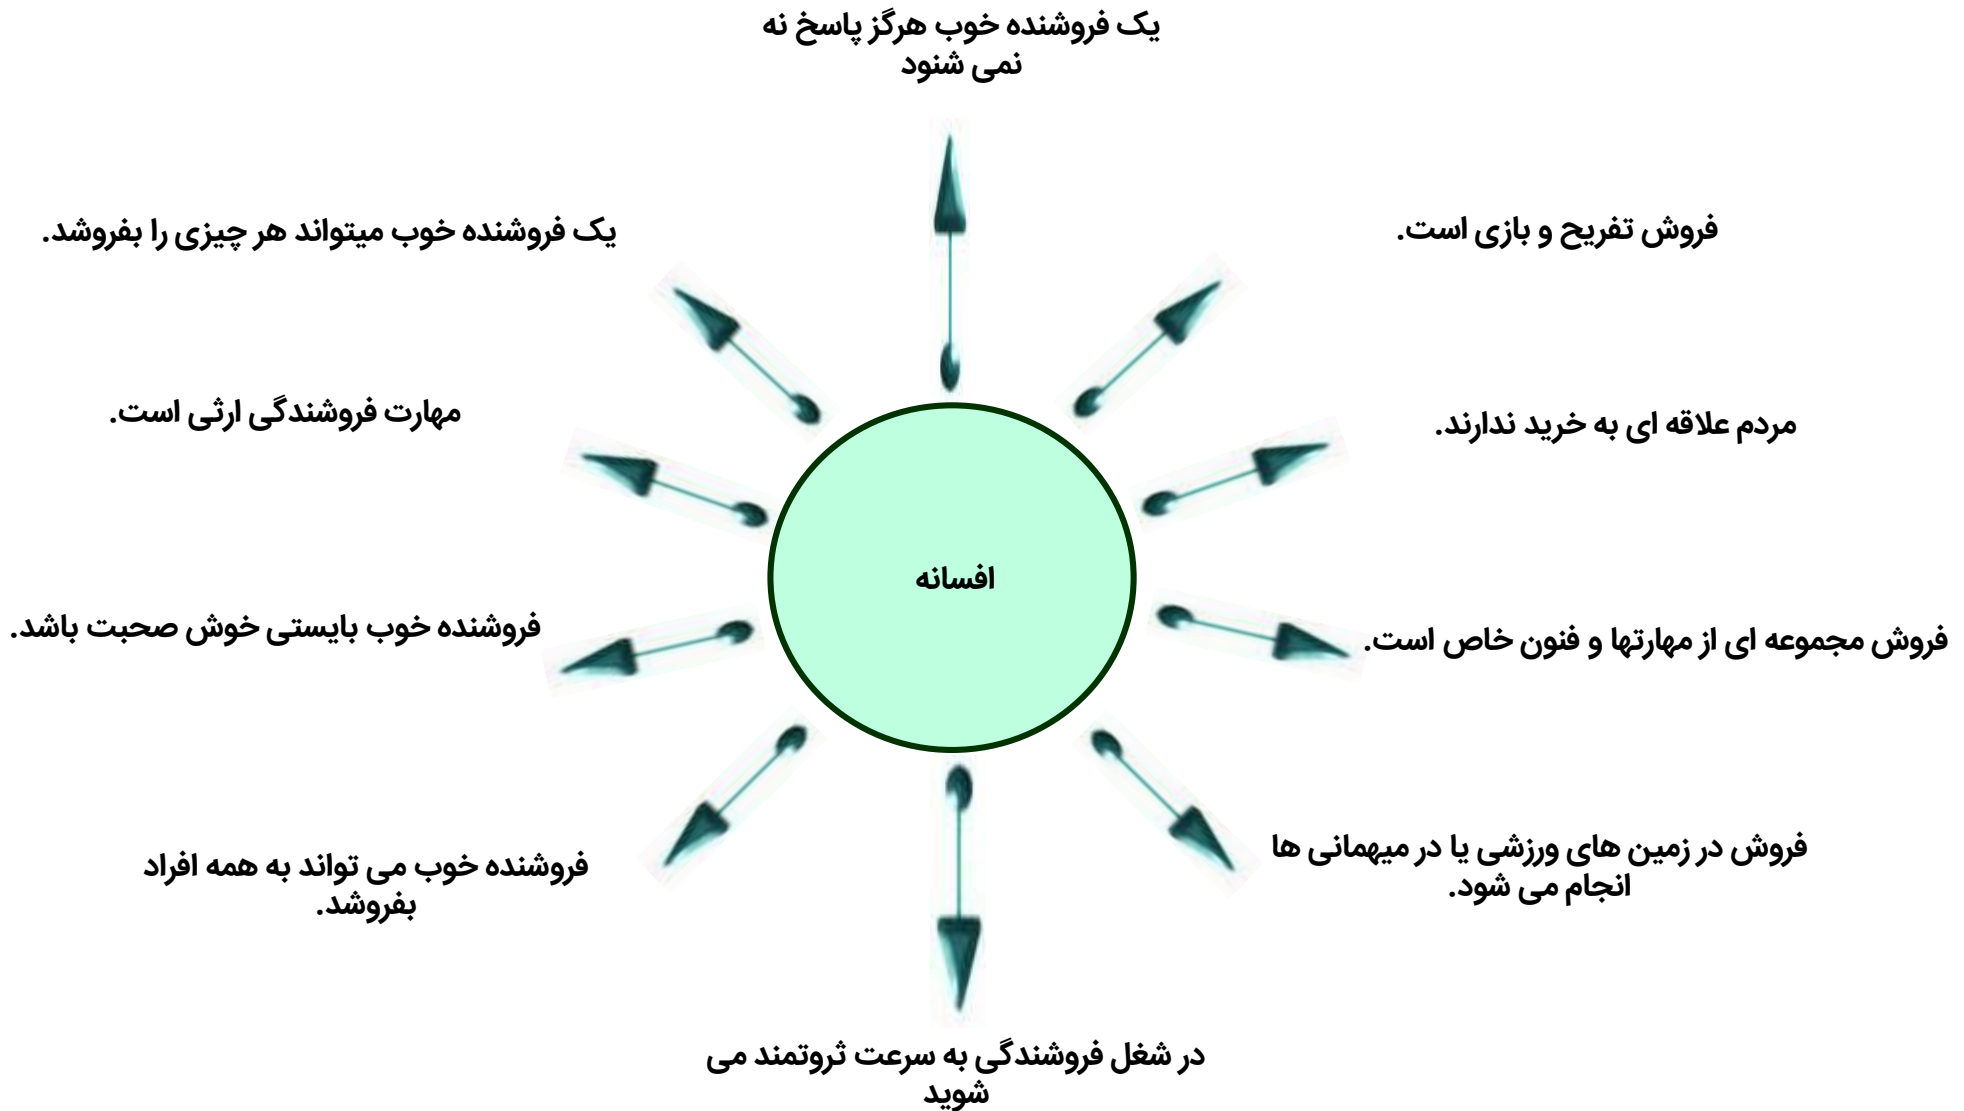 یک فروشنده خوب هرگز پاسخ نه
نمی شنود
فروش تفریح و بازی است.
یک فروشنده خوب میتواند هر چیزی را بفروشد.
مردم علاقه ای به خرید ندارند.
مهارت فروشندگی ارثی است.
افسانه
فروش مجموعه ای از مهارتها و فنون خاص است.
فروشنده خوب بایستی خوش صحبت باشد.
فروش در زمین های ورزشی یا در میهمانی ها
انجام می شود.
فروشنده خوب می تواند به همه افراد
بفروشد.
در شغل فروشندگی به سرعت ثروتمند می
شوید